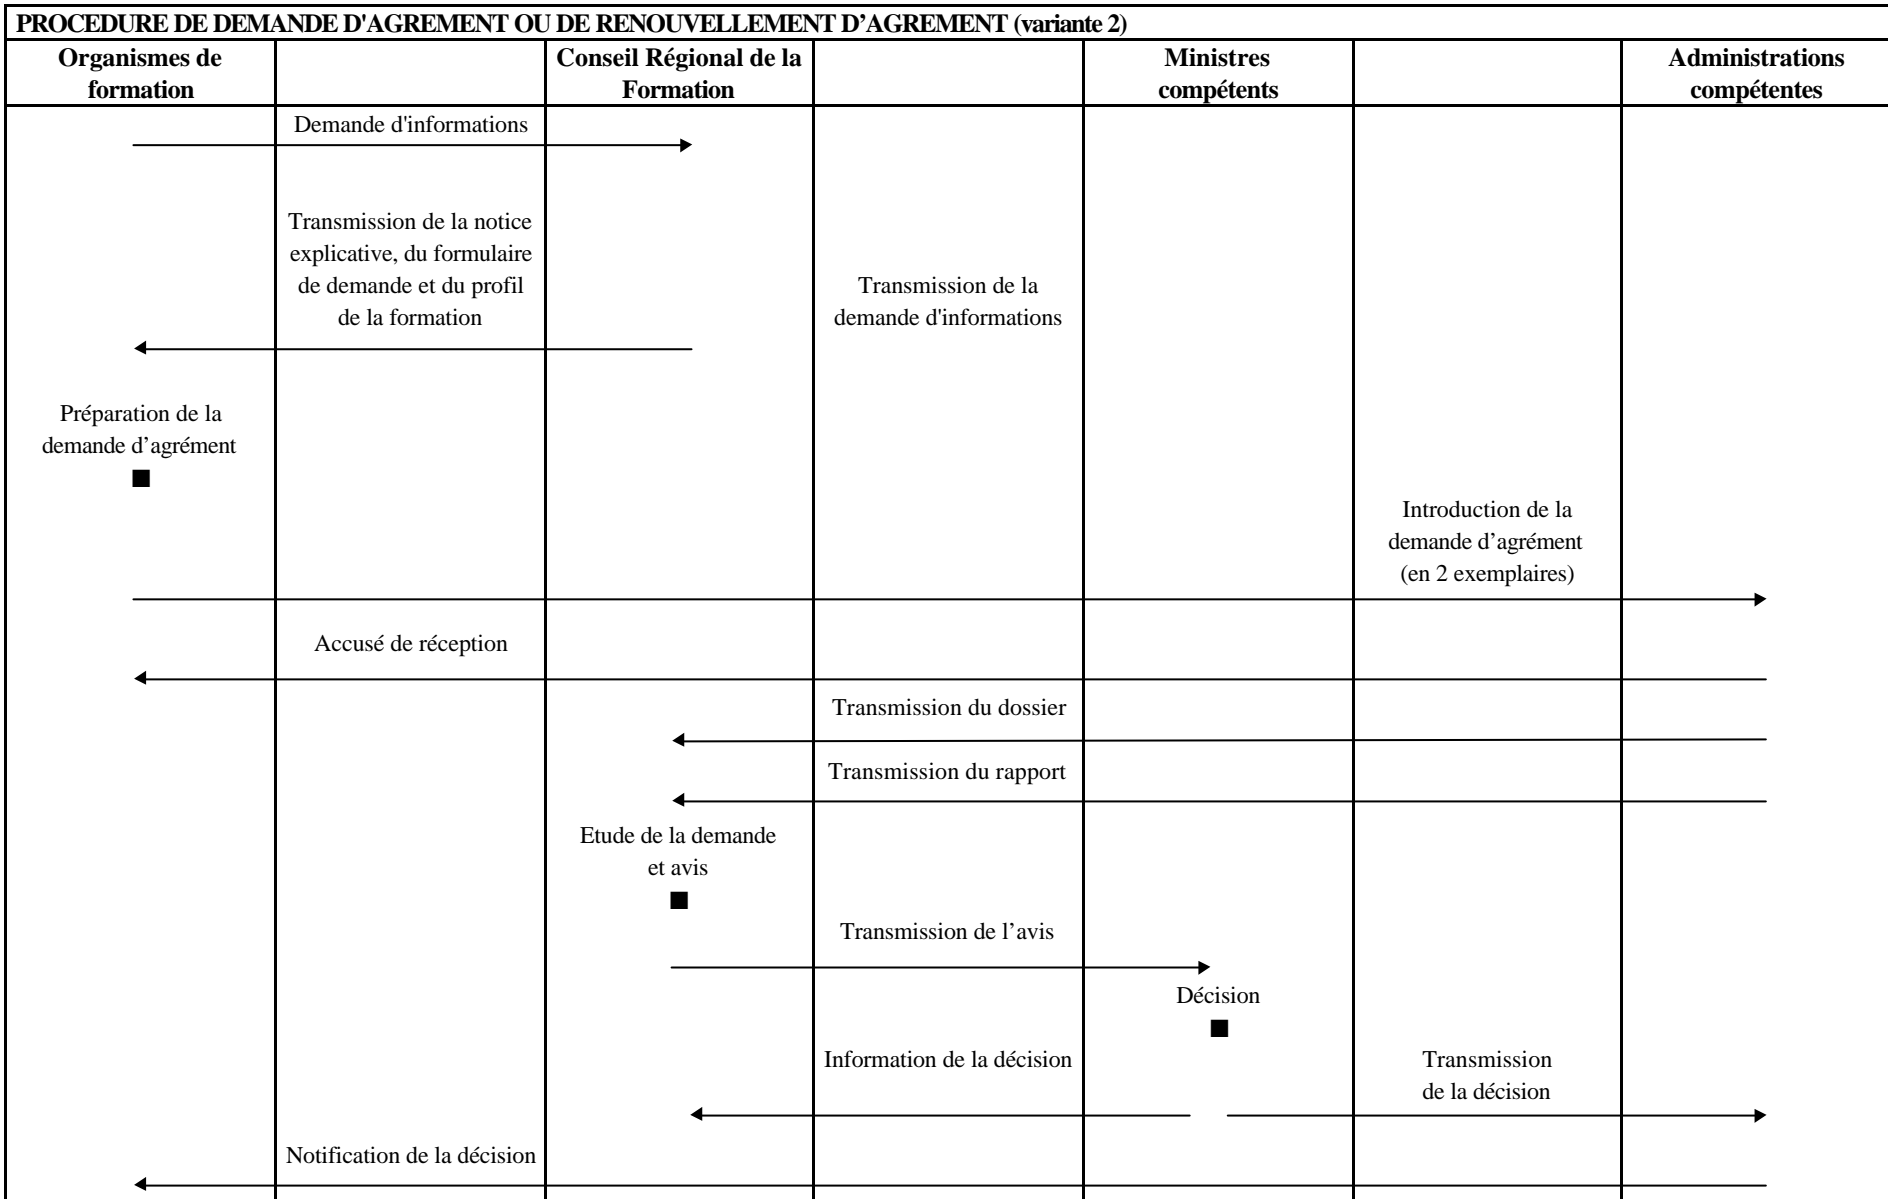 PROCEDURE DE DEMANDE D'AGREMENT OU DE RENOUVELLEMENT D’AGREMENT (variante 2)
Organismes de
formation
Conseil Régional de la
Formation
Ministres
compétents
Administrations
compétentes
Demande d'informations
Transmission de la notice
explicative, du formulaire
de demande et du profil
de la formation
Transmission de la
demande d'informations
Préparation de la
demande d’agrément
Introduction de la
demande d’agrément
(en 2 exemplaires)
Accusé de réception
Transmission du dossier
Transmission du rapport
Etude de la demande
et avis
Transmission de l’avis
Décision
Information de la décision
Transmission
de la décision
Notification de la décision